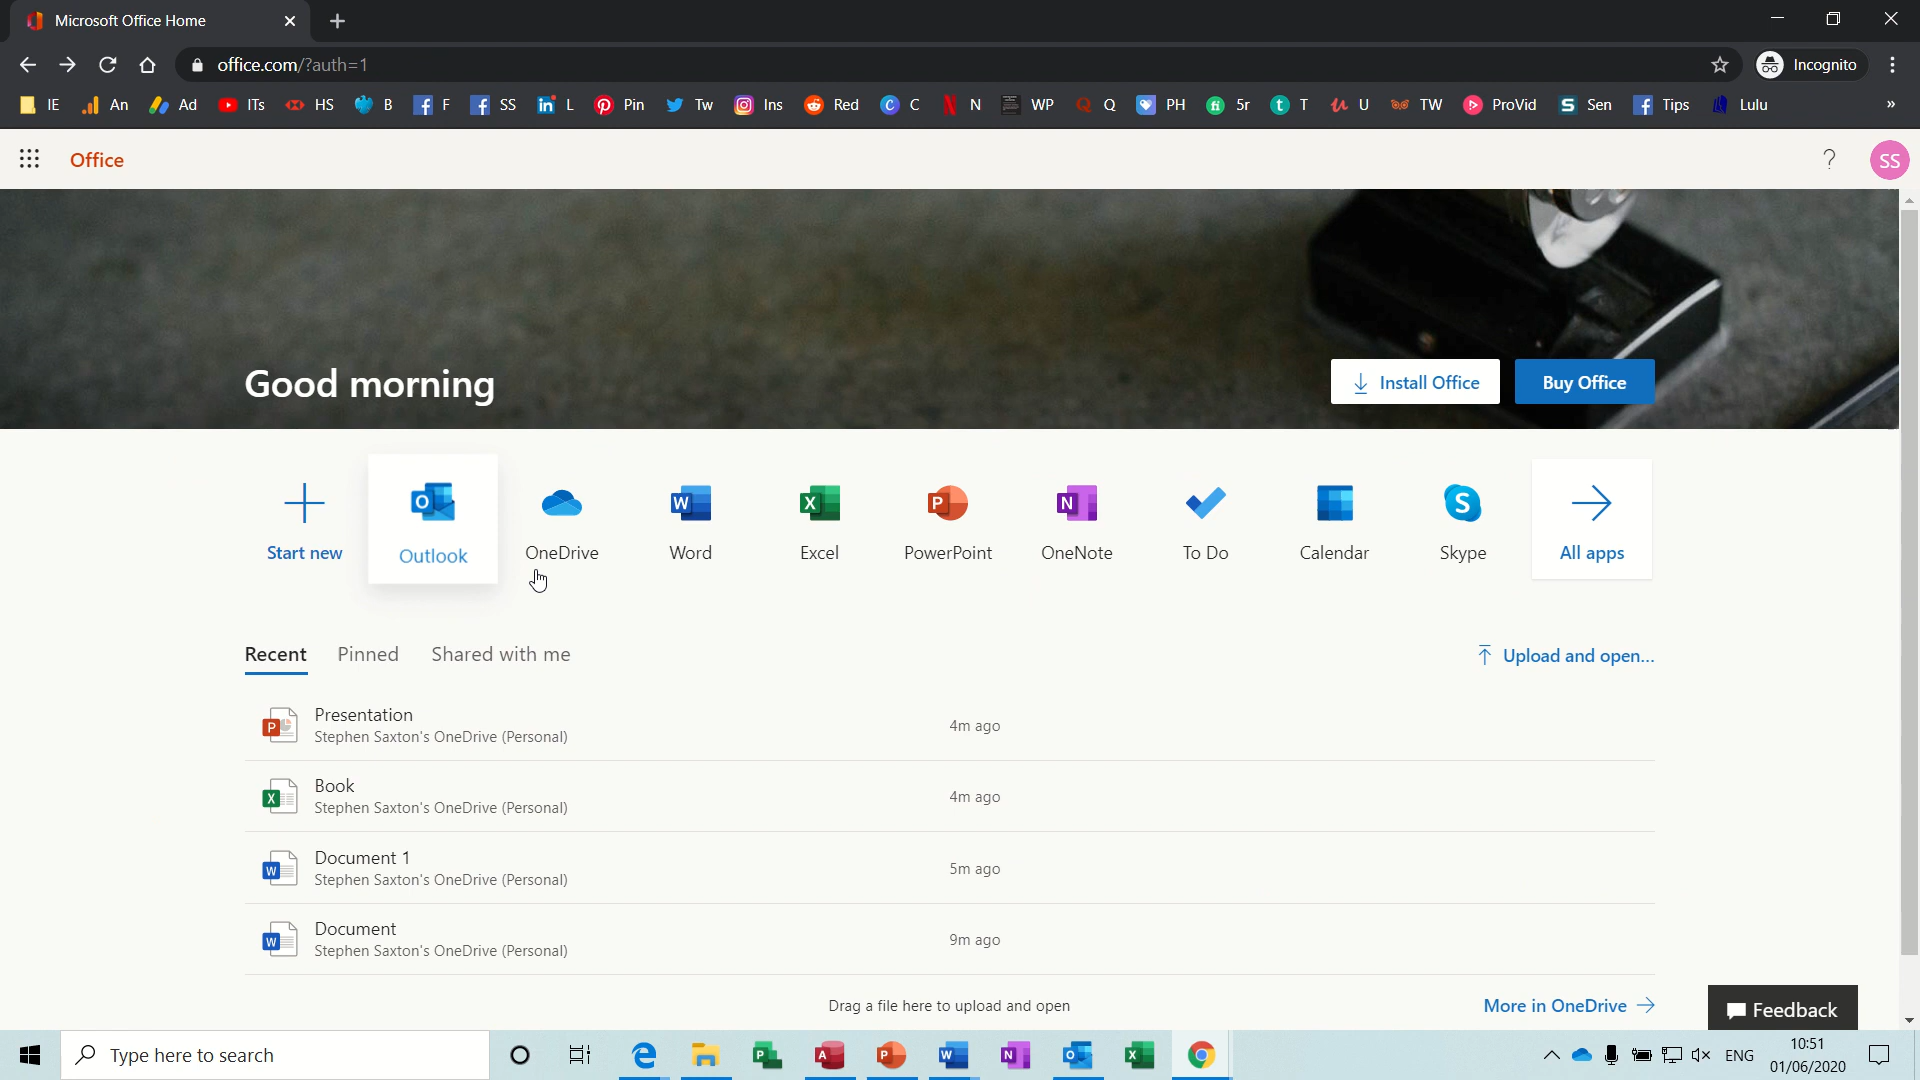 Microsoft Office Home
office.com/?auth=1
Incognito
IE An Ad ITs HS B F SS L Pin Tw Ins Red C N WP Q PH 5r T U TW ProVid Sen Tips Lulu »
Office ? SS
Good morning
Install Office Buy Office
Start new Outlook OneDrive Word Excel PowerPoint OneNote To Do Calendar Skype All apps
Recent Pinned Shared with me Upload and open...
Presentation
Stephen Saxton's OneDrive (Personal)
4m ago
Book
Stephen Saxton's OneDrive (Personal)
4m ago
Document 1
Stephen Saxton's OneDrive (Personal)
5m ago
Document
Stephen Saxton's OneDrive (Personal)
9m ago
Drag a file here to upload and open
More in OneDrive
Feedback
Type here to search
ENG
10:51
01/06/2020